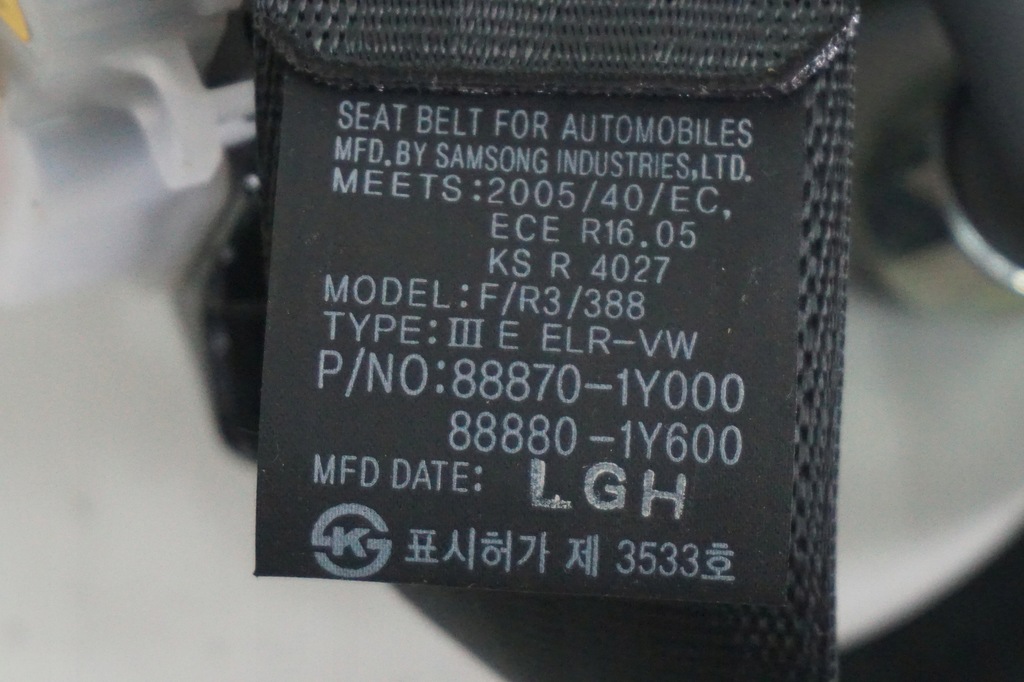 SEAT BELT FOR AUTOMOBILES
MFD.BY SAMSONG INDUSTRIES,LTD.
MEETS:2005/40/EC,
ECE R16.05
KS R 4027
MODEL:F/R3/388
TYPE:Ⅲ E ELR-VW
P/NO:88870-1Y000
88880-1Y600
MFD DATE: LGH
표시허가 제 3533호